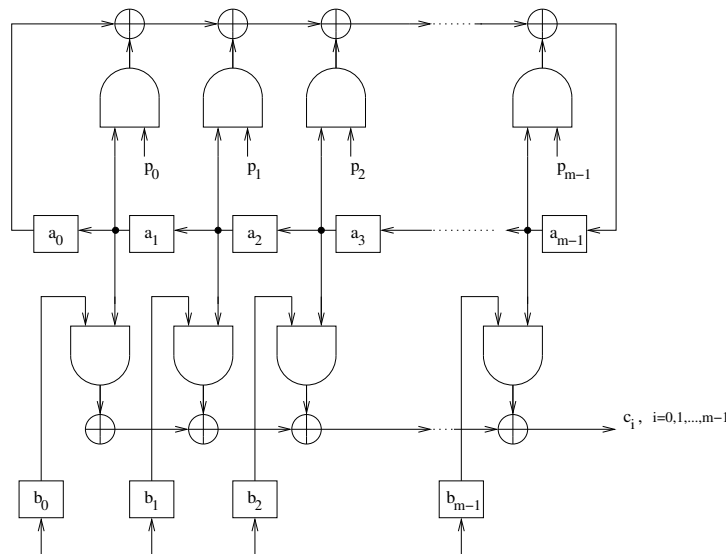 p0 p1 p2 pm-1
a0 a1 a2 a3 am-1
ci, i=0,1,...,m-1
b0 b1 b2 bm-1